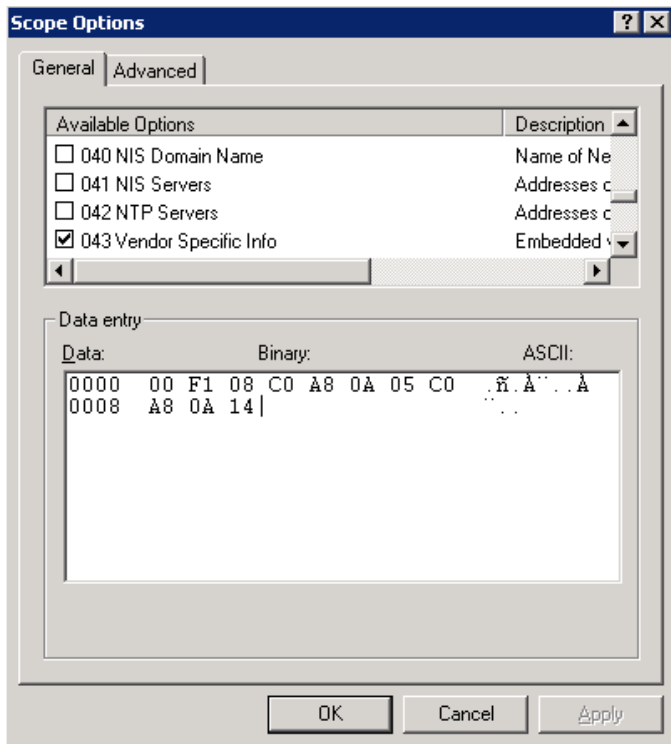 Scope Options
General Advanced
Available Options Description
040 NIS Domain Name Name of Ne
041 NIS Servers Addresses o
042 NTP Servers Addresses o
043 Vendor Specific Info Embedded v
Data entry
Data: Binary: ASCII:
0000 00 F1 08 C0 A8 0A 05 C0 .ñ.À¨..À
0008 A8 0A 14 ¨..
OK Cancel Apply